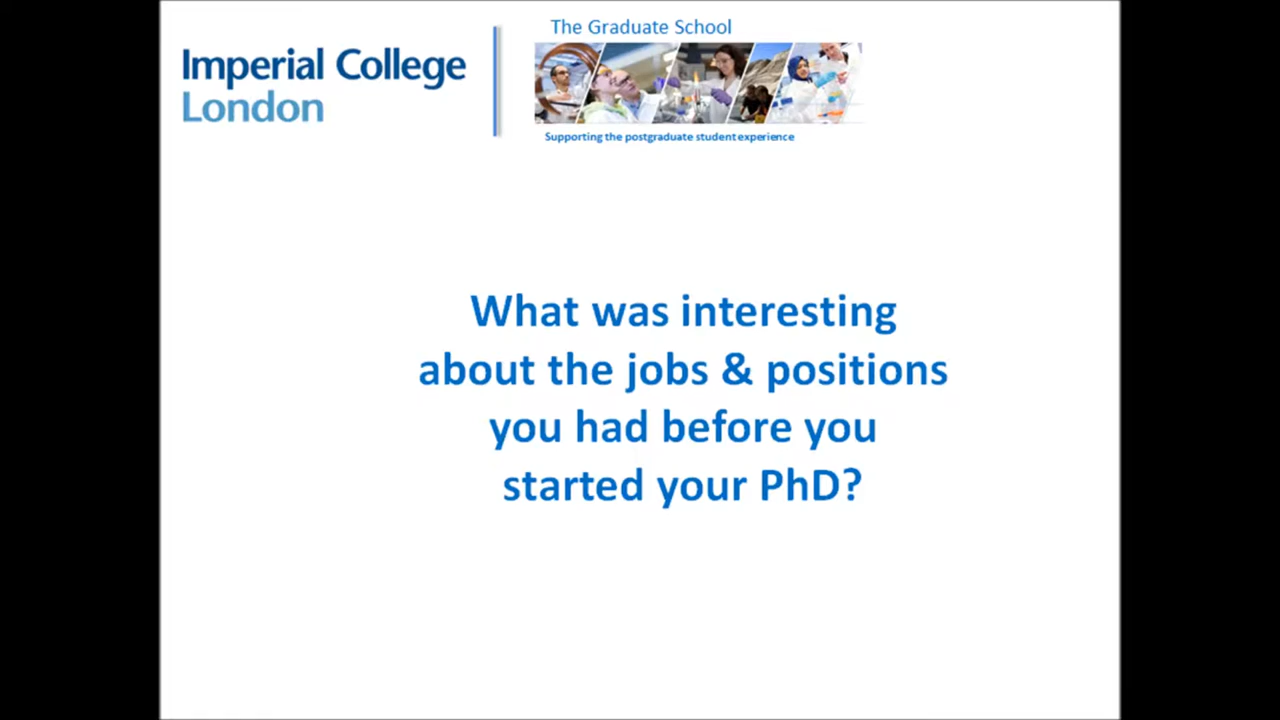 The Graduate School
Imperial College
London
Supporting the postgraduate student experience
What was interesting
about the jobs & positions
you had before you
started your PhD?